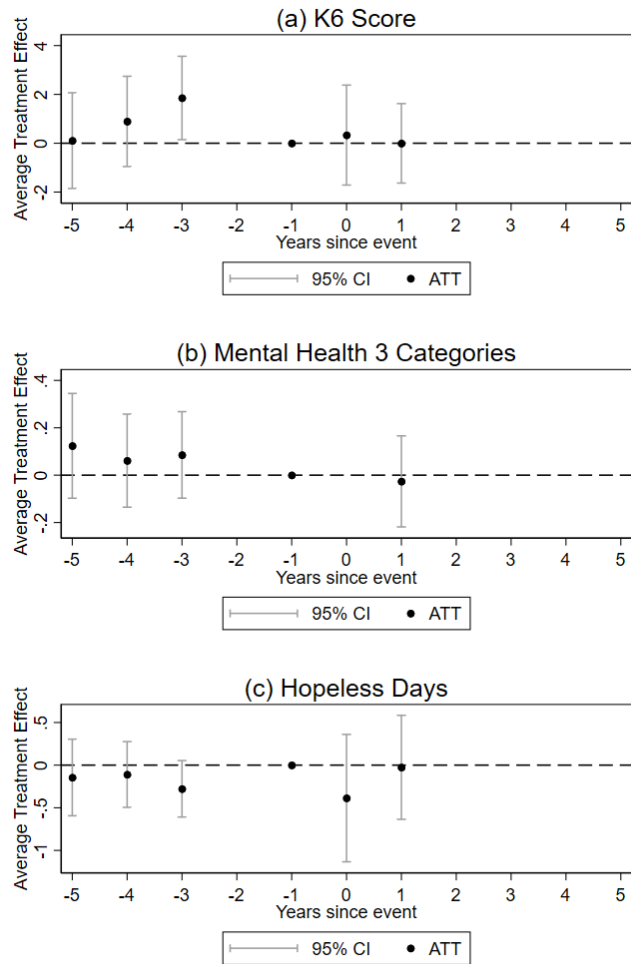 (a) K6 Score
Average Treatment Effect
4
2
0
-2
-5 -4 -3 -2 -1 0 1 2 3 4 5
Years since event
95% CI ATT
(b) Mental Health 3 Categories
Average Treatment Effect
.4
.2
0
-.2
-5 -4 -3 -2 -1 0 1 2 3 4 5
Years since event
95% CI ATT
(c) Hopeless Days
Average Treatment Effect
.5
0
-.5
-1
-5 -4 -3 -2 -1 0 1 2 3 4 5
Years since event
95% CI ATT